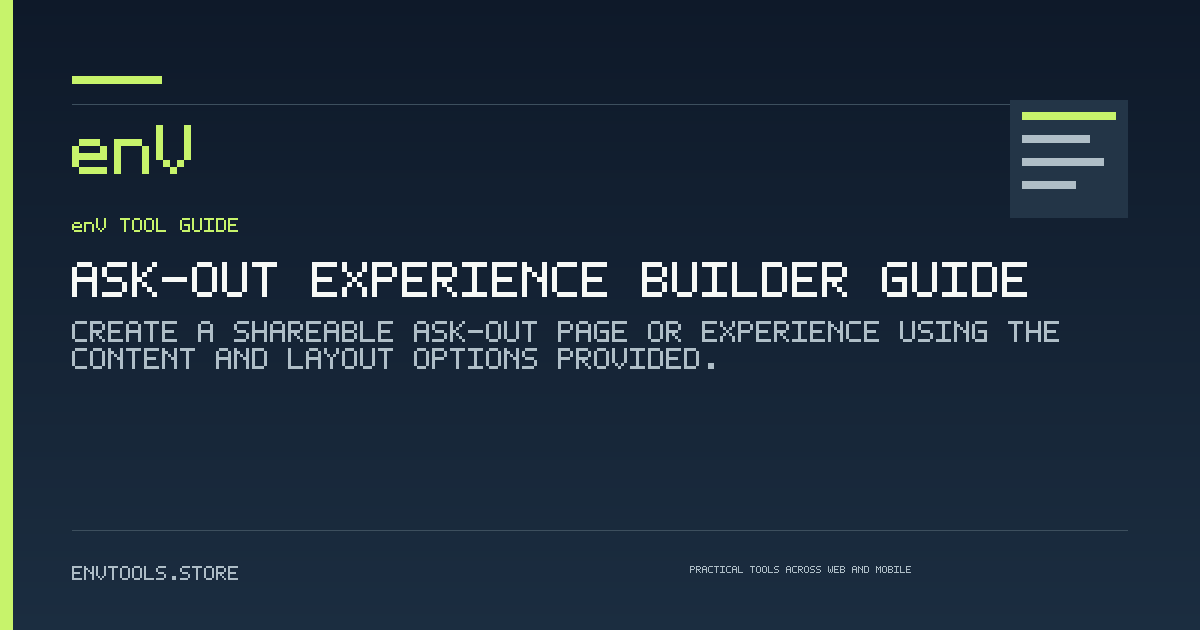 enV
enV TOOL GUIDE
ASK-OUT EXPERIENCE BUILDER GUIDE
CREATE A SHAREABLE ASK-OUT PAGE OR EXPERIENCE USING THE
CONTENT AND LAYOUT OPTIONS PROVIDED.
ENVTOOLS.STORE
PRACTICAL TOOLS ACROSS WEB AND MOBILE